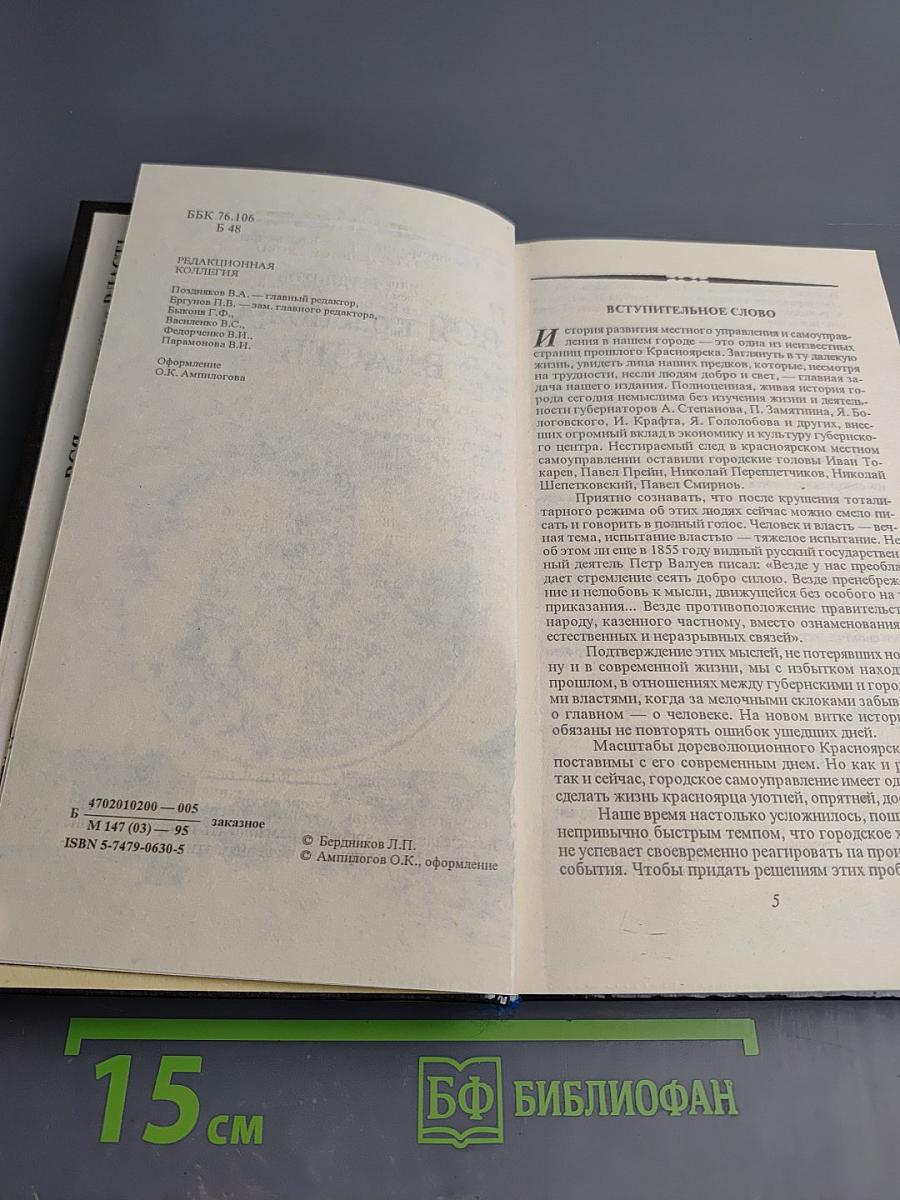 ББК 76.106
Б 48
РЕДАКЦИОННАЯ
КОЛЛЕГИЯ
Поздняков В.А. — главный редактор,
Ергунов П.В. — зам. главного редактора,
Быконя Г.Ф.,
Василенко В.С.,
Федорченко В.И.,
Парамонова В.И.
Оформление
О.К. Ампилогова
Б 4702010200 — 005
М 147 (03) — 95 заказное
ISBN 5-7479-0630-5
© Бердников Л.П.
© Ампилогов О.К., оформление
ВСТУПИТЕЛЬНОЕ СЛОВО
История развития местного управления и самоуправ-
ления в нашем городе — это одна из неизвестных
страниц прошлого Красноярска. Заглянуть в ту далекую
жизнь, увидеть лица наших предков, которые, несмотря
на трудности, несли людям добро и свет, — главная за-
дача нашего издания. Полноценная, живая история го-
рода сегодня немыслима без изучения жизни и деятель-
ности губернаторов А. Степанова, П. Замятнина, Я. Бо-
логовского, И. Крафта, Я. Гололобова и других, внес-
ших огромный вклад в экономику и культуру губернско-
го центра. Нестираемый след в красноярском местном
самоуправлении оставили городские головы Иван То-
карев, Павел Прейн, Николай Переплетчиков, Николай
Шепетковский, Павел Смирнов.
Приятно сознавать, что после крушения тотали-
тарного режима об этих людях сейчас можно смело пи-
сать и говорить в полный голос. Человек и власть — веч-
ная тема, испытание властью — тяжелое испытание. Не
об этом ли еще в 1855 году видный русский государствен
ный деятель Петр Валуев писал: «Везде у нас преобла
дает стремление сеять добро силою. Везде пренебреже
ние и нелюбовь к мысли, движущейся без особого на т
приказания... Везде противоположение правительст
народу, казенного частному, вместо ознаменования
естественных и неразрывных связей».
Подтверждение этих мыслей, не потерявших но
ну и в современной жизни, мы с избытком наход
прошлом, в отношениях между губернскими и горо
ми властями, когда за мелочными склоками забыв
о главном — о человеке. На новом витке истор
обязаны не повторять ошибок ушедших дней.
Масштабы дореволюционного Красноярск
поставимы с его современным днем. Но как и р
так и сейчас, городское самоуправление имеет од
сделать жизнь красноярца уютней, опрятней, до
Наше время настолько усложнилось, пош
непривычно быстрым темпом, что городское х
не успевает своевременно реагировать на прои
события. Чтобы придать решениям этих проб
5
15 см
БФ БИБЛИОФАН